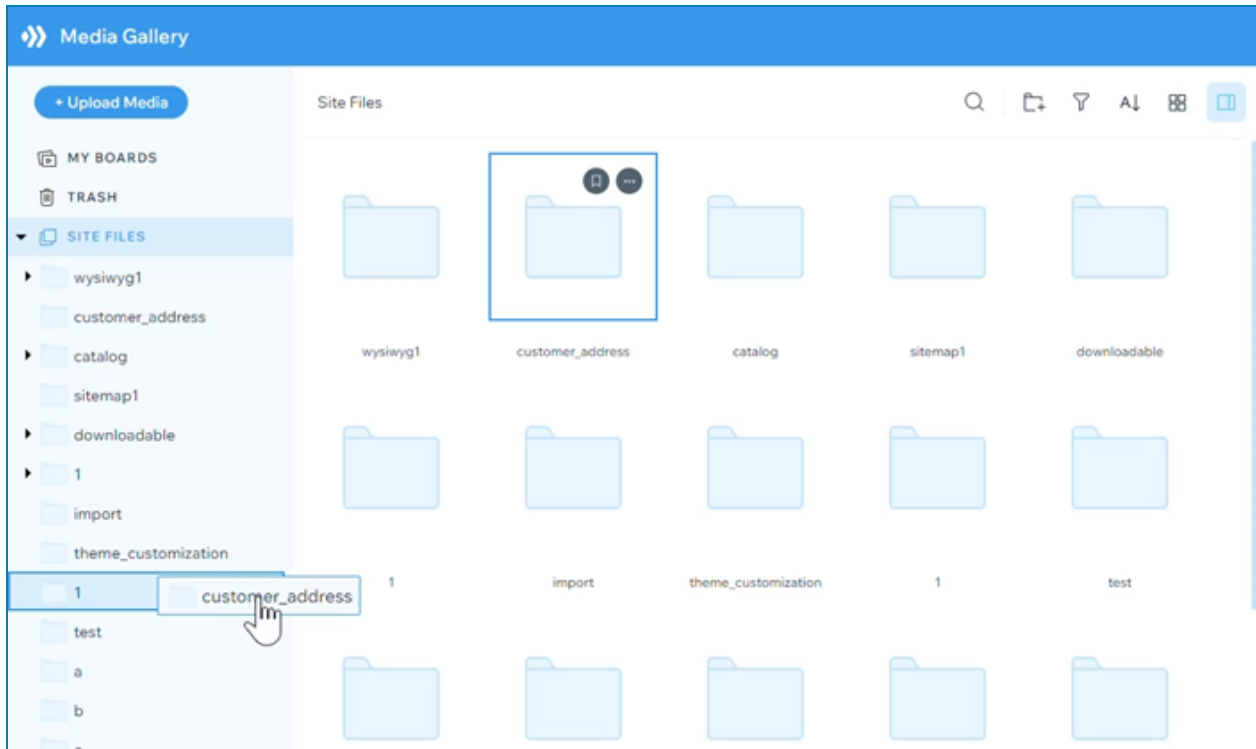 Media Gallery
+ Upload Media
MY BOARDS
TRASH
SITE FILES
wysiwyg1
customer_address
catalog
sitemap1
downloadable
1
import
theme_customization
1
customer_address
test
a
b
Site Files
A
wysiwyg1
customer_address
catalog
sitemap1
downloadable
1
import
theme_customization
1
test